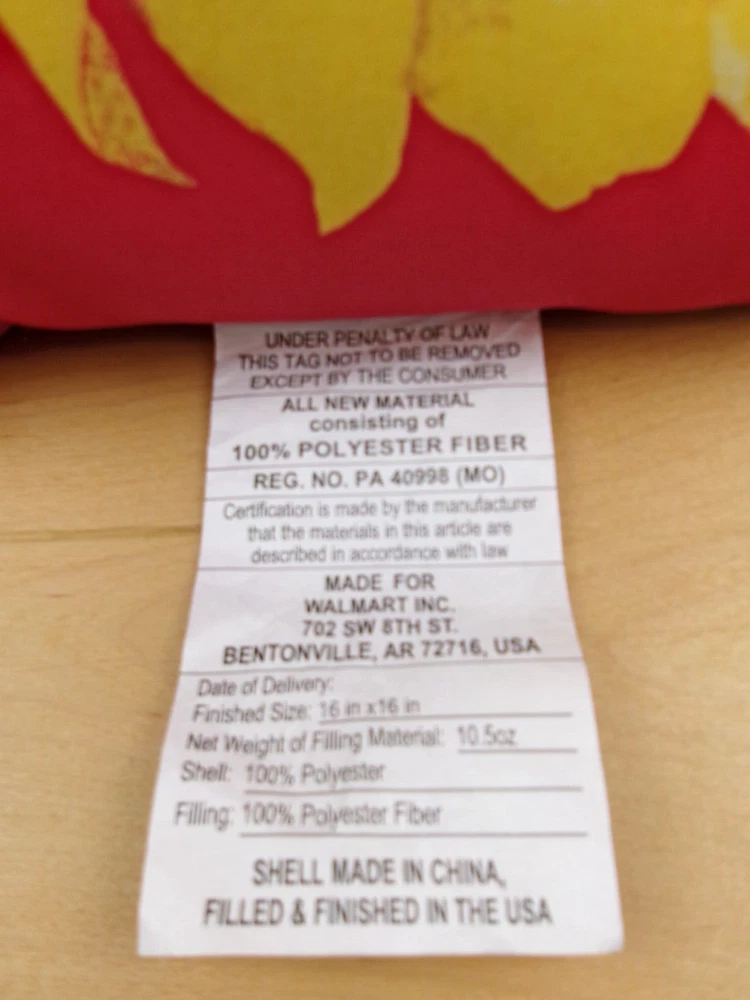 UNDER PENALTY OF LAW
THIS TAG NOT TO BE REMOVED
EXCEPT BY THE CONSUMER
ALL NEW MATERIAL
consisting of
100% POLYESTER FIBER
REG. NO. PA 40998 (MO)
Certification is made by the manufacturer
that the materials in this article are
described in accordance with law
MADE FOR
WALMART INC.
702 SW 8TH ST.
BENTONVILLE, AR 72716, USA
Date of Delivery:
Finished Size: 16 in x16 in
Net Weight of Filling Material: 10.5oz
Shell: 100% Polyester
Filling: 100% Polyester Fiber
SHELL MADE IN CHINA,
FILLED & FINISHED IN THE USA